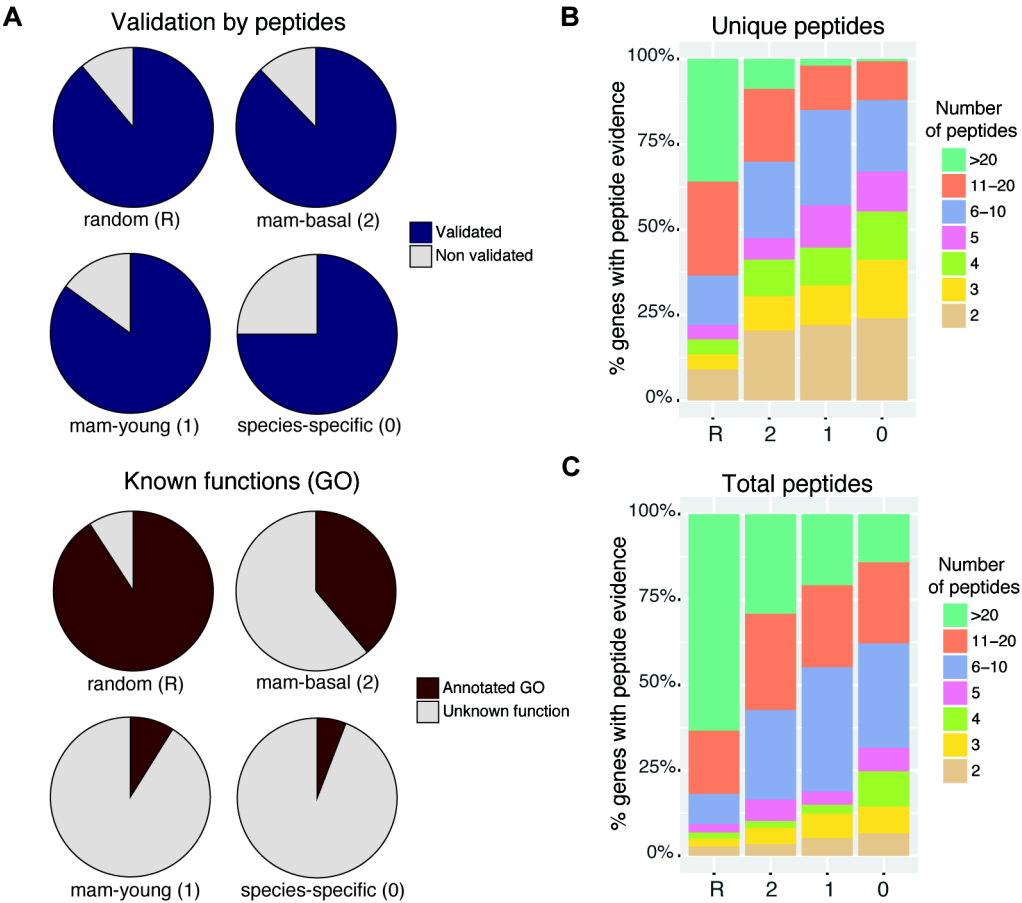 A
Validation by peptides
random (R)
mam-basal (2)
Validated
Non validated
mam-young (1)
species-specific (0)
Known functions (GO)
random (R)
mam-basal (2)
Annotated GO
Unknown function
mam-young (1)
species-specific (0)
B
Unique peptides
% genes with peptide evidence
100%
75%
50%
25%
0%
R 2 1 0
Number
of peptides
>20
11-20
6-10
5
4
3
2
C
Total peptides
% genes with peptide evidence
100%
75%
50%
25%
0%
R 2 1 0
Number
of peptides
>20
11-20
6-10
5
4
3
2